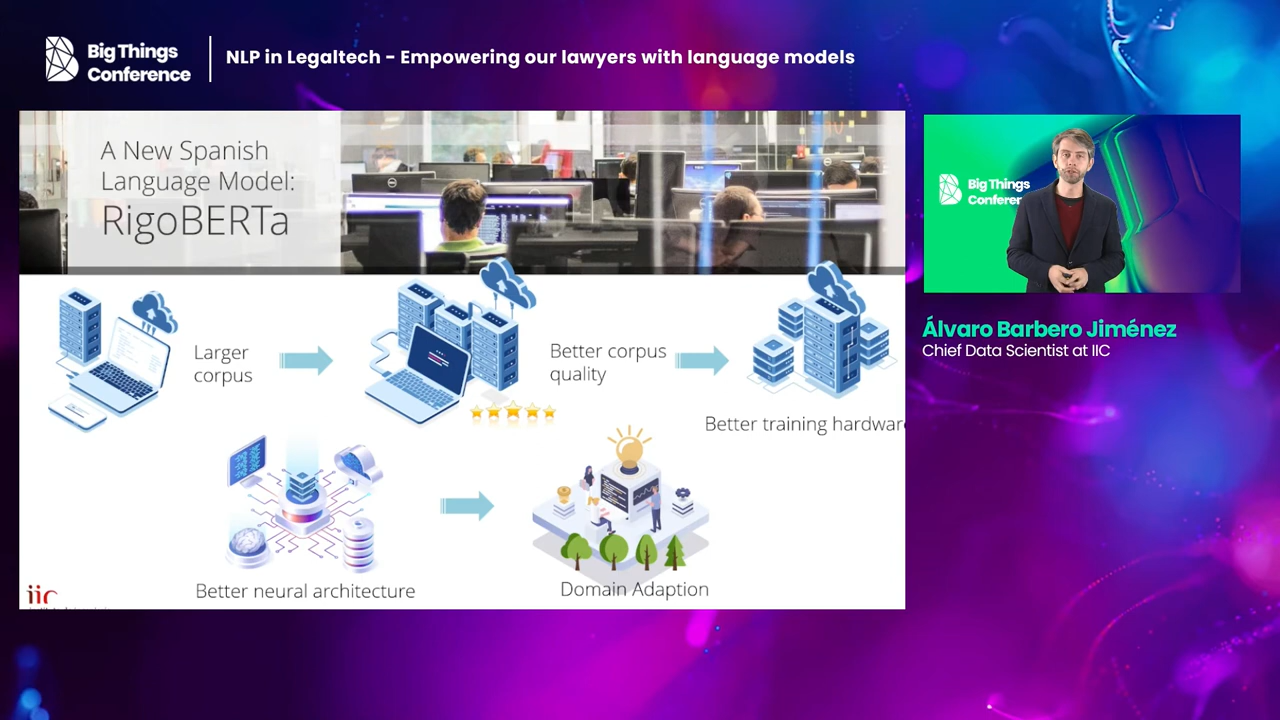 Big Things
Conference
NLP in Legaltech - Empowering our lawyers with language models
A New Spanish
Language Model:
RigoBERTa
Larger
corpus
Better corpus
quality
Better training hardware
Better neural architecture
Domain Adaption
iic
Big Things
Conferen
Álvaro Barbero Jiménez
Chief Data Scientist at IIC